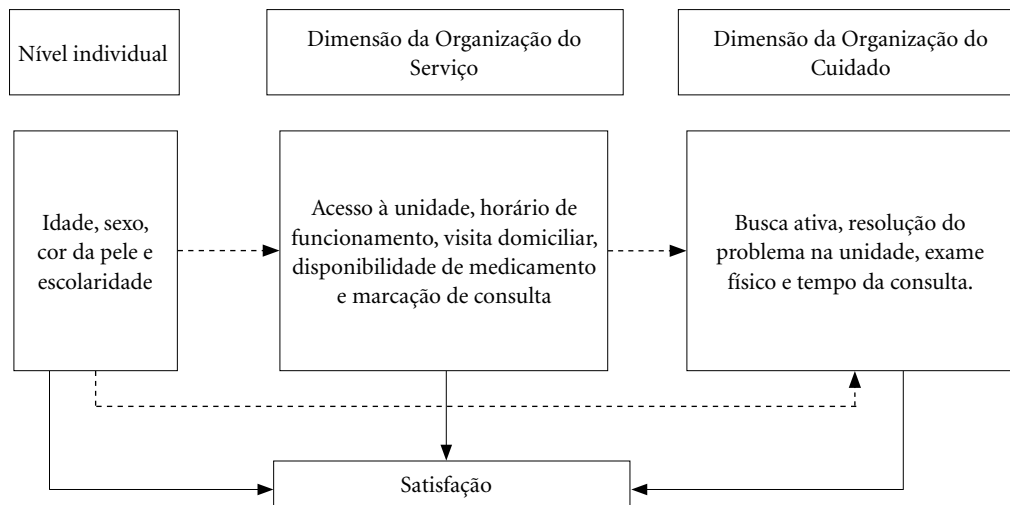 Nível individual
Dimensão da Organização do
Serviço
Dimensão da Organização do
Cuidado
Idade, sexo,
cor da pele e
escolaridade
Acesso à unidade, horário de
funcionamento, visita domiciliar,
disponibilidade de medicamento
e marcação de consulta
Busca ativa, resolução do
problema na unidade, exame
físico e tempo da consulta.
Satisfação